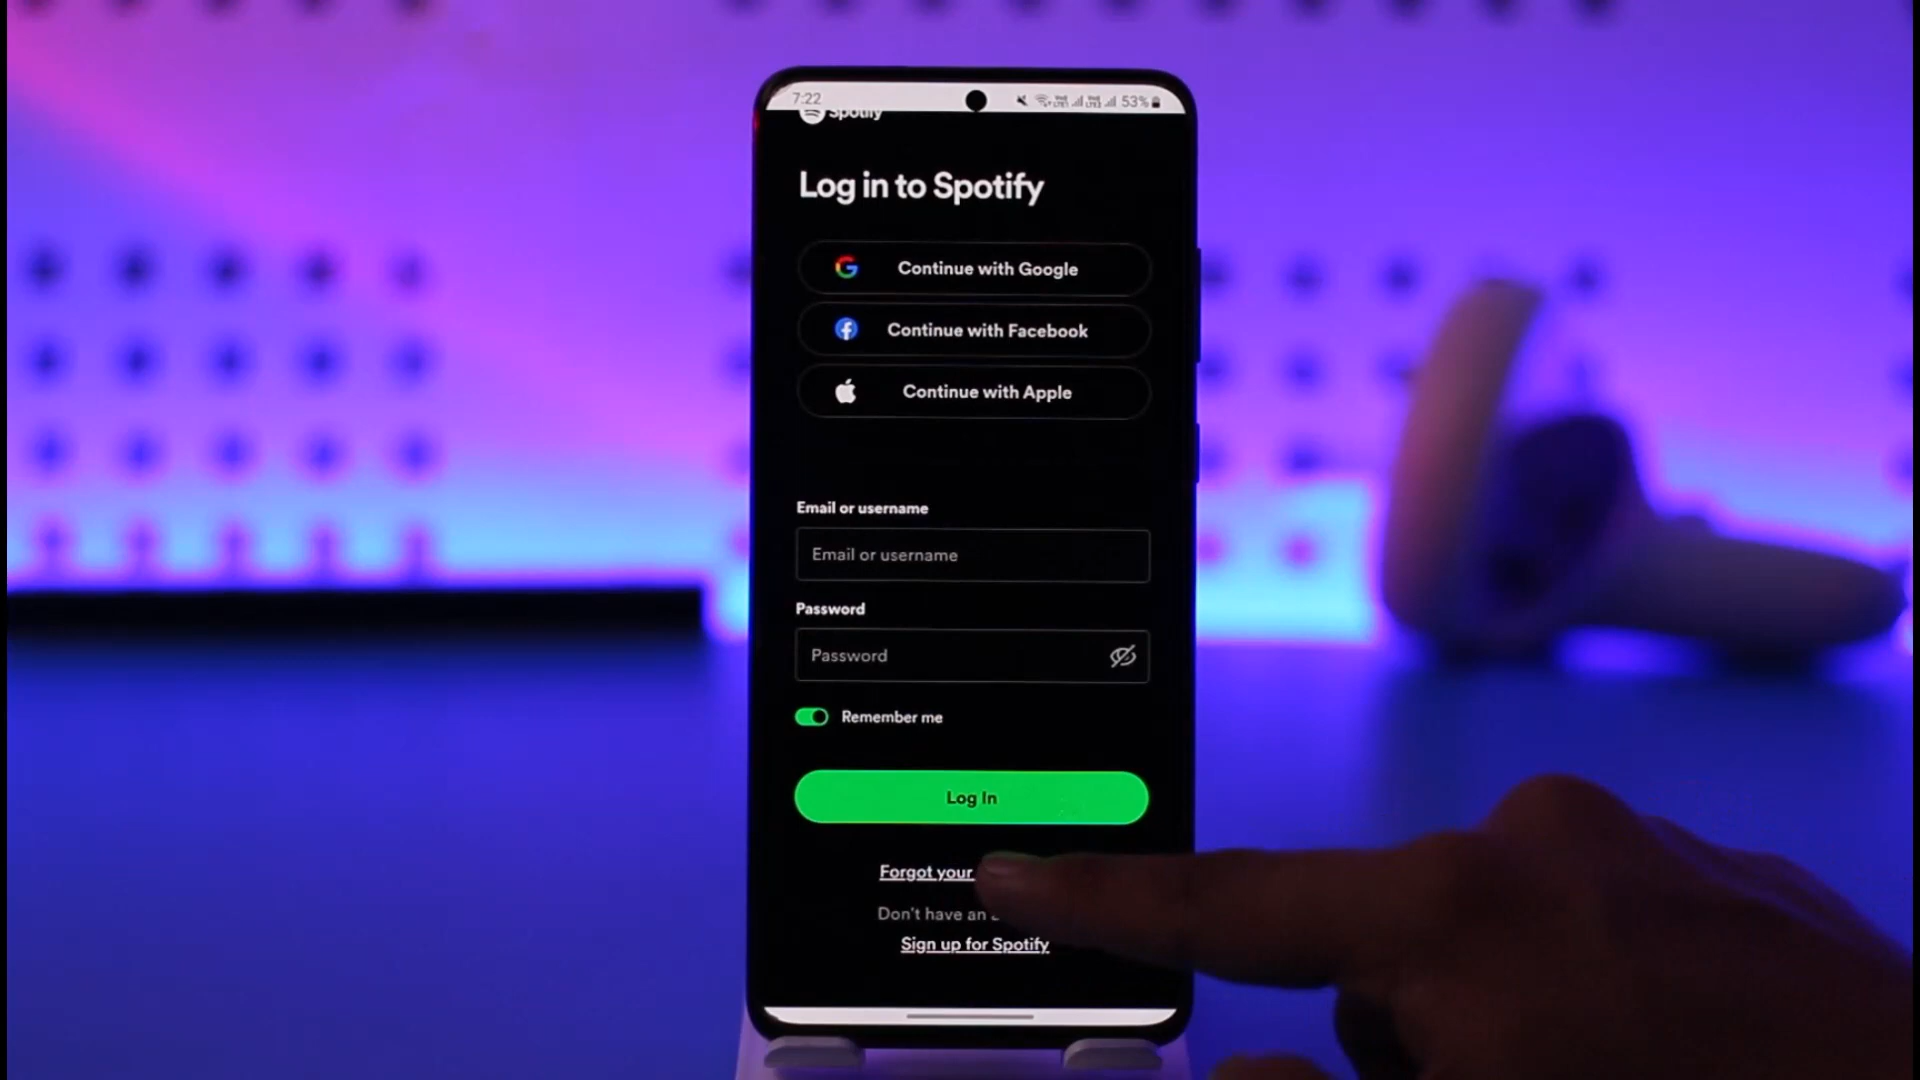 7:22
53%
Spotify
Log in to Spotify
Continue with Google
Continue with Facebook
Continue with Apple
Email or username
Email or username
Password
Password
Remember me
Log In
Forgot your
Don't have an
Sign up for Spotify